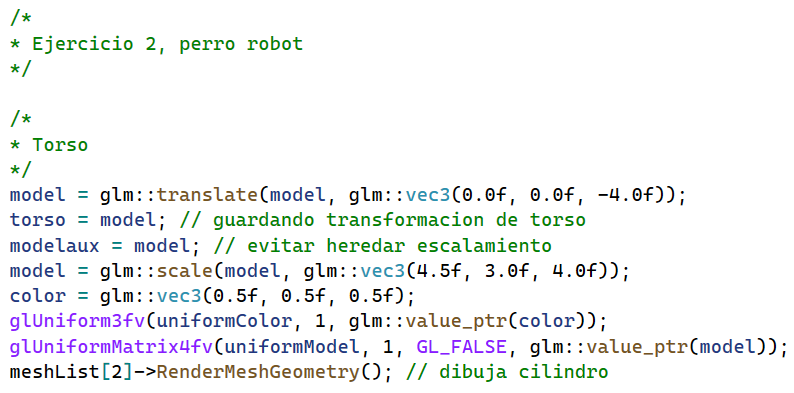 /*
* Ejercicio 2, perro robot
*/
/*
* Torso
*/
model = glm::translate(model, glm::vec3(0.0f, 0.0f, -4.0f));
torso = model; // guardando transformacion de torso
modelaux = model; // evitar heredar escalamiento
model = glm::scale(model, glm::vec3(4.5f, 3.0f, 4.0f));
color = glm::vec3(0.5f, 0.5f, 0.5f);
glUniform3fv(uniformColor, 1, glm::value_ptr(color));
glUniformMatrix4fv(uniformModel, 1, GL_FALSE, glm::value_ptr(model));
meshList[2]->RenderMeshGeometry(); // dibuja cilindro